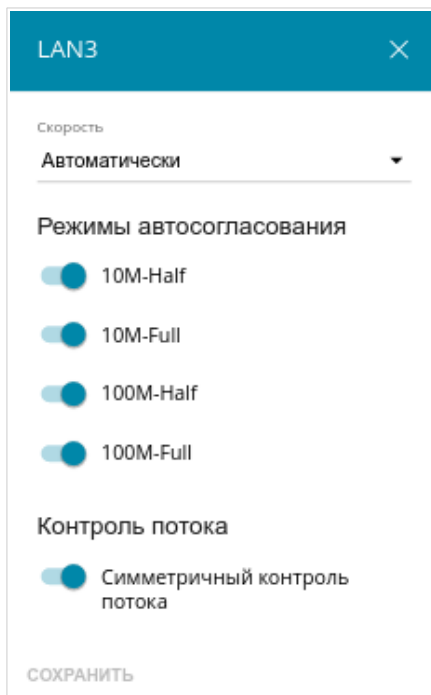 LAN3
Скорость
Автоматически
Режимы автосогласования
10M-Half
10M-Full
100M-Half
100M-Full
Контроль потока
Симметричный контроль
потока
СОХРАНИТЬ